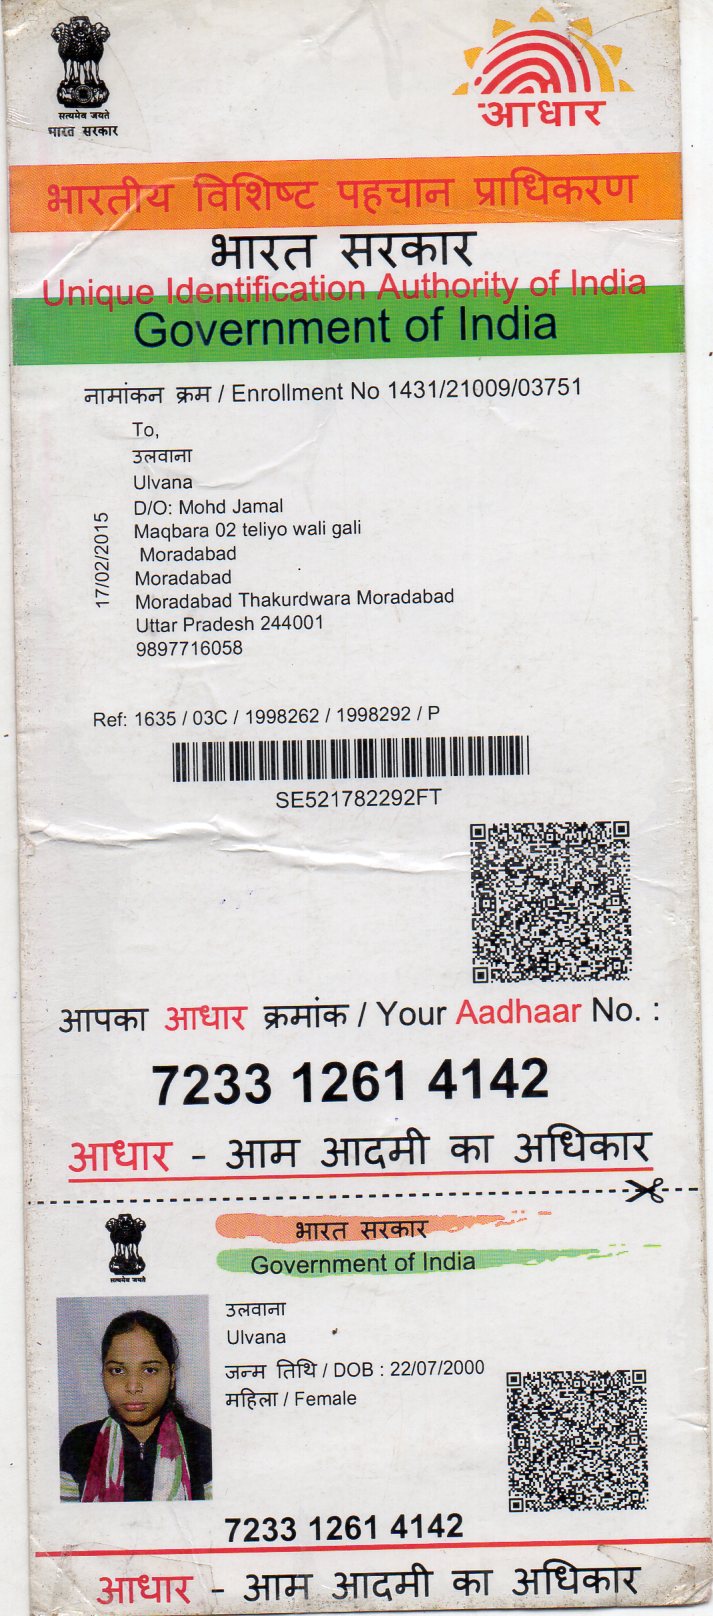 सत्यमेव जयते
भारत सरकार
आधार
भारतीय विशिष्ट पहचान प्राधिकरण
भारत सरकार
Unique Identification Authority of India
Government of India
नामांकन क्रम / Enrollment No 1431/21009/03751
To,
उलवाना
Ulvana
D/O: Mohd Jamal
Maqbara 02 teliyo wali gali
Moradabad
Moradabad
Moradabad Thakurdwara Moradabad
Uttar Pradesh 244001
9897716058
17/02/2015
Ref: 1635 / 03C / 1998262 / 1998292 / P
SE521782292FT
आपका आधार क्रमांक / Your Aadhaar No. :
7233 1261 4142
आधार - आम आदमी का अधिकार
सत्यमेव जयते
भारत सरकार
Government of India
उलवाना
Ulvana
जन्म तिथि / DOB : 22/07/2000
महिला / Female
7233 1261 4142
आधार - आम आदमी का अधिकार